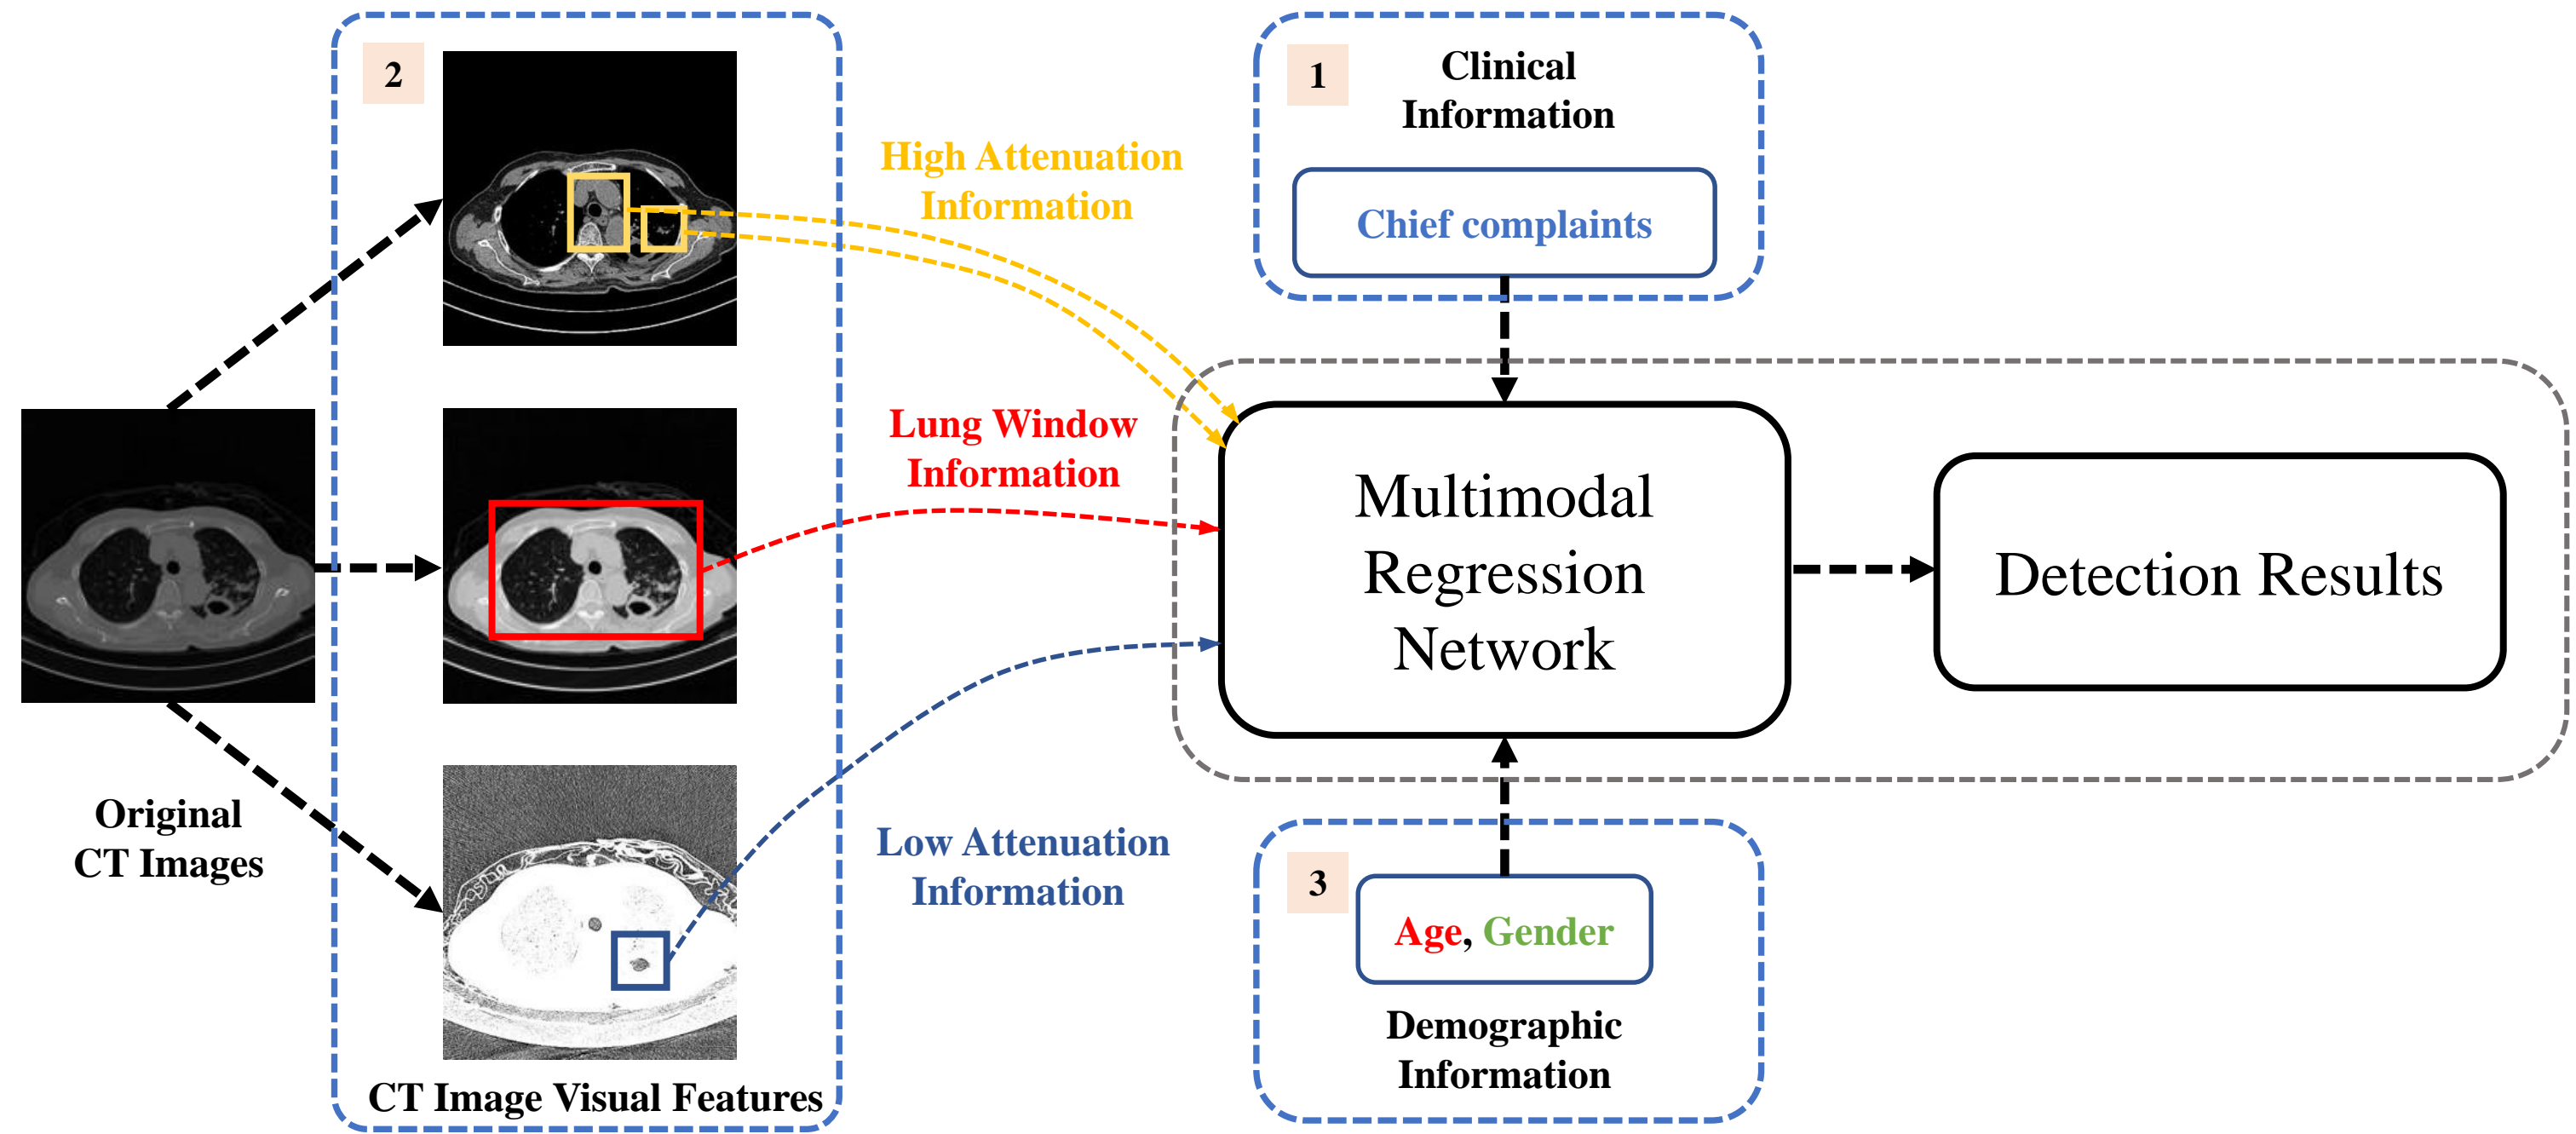 2
High Attenuation
Information
Lung Window
Information
Low Attenuation
Information
Original
CT Images
CT Image Visual Features
1
Clinical
Information
Chief complaints
Multimodal
Regression
Network
Detection Results
3
Age, Gender
Demographic
Information